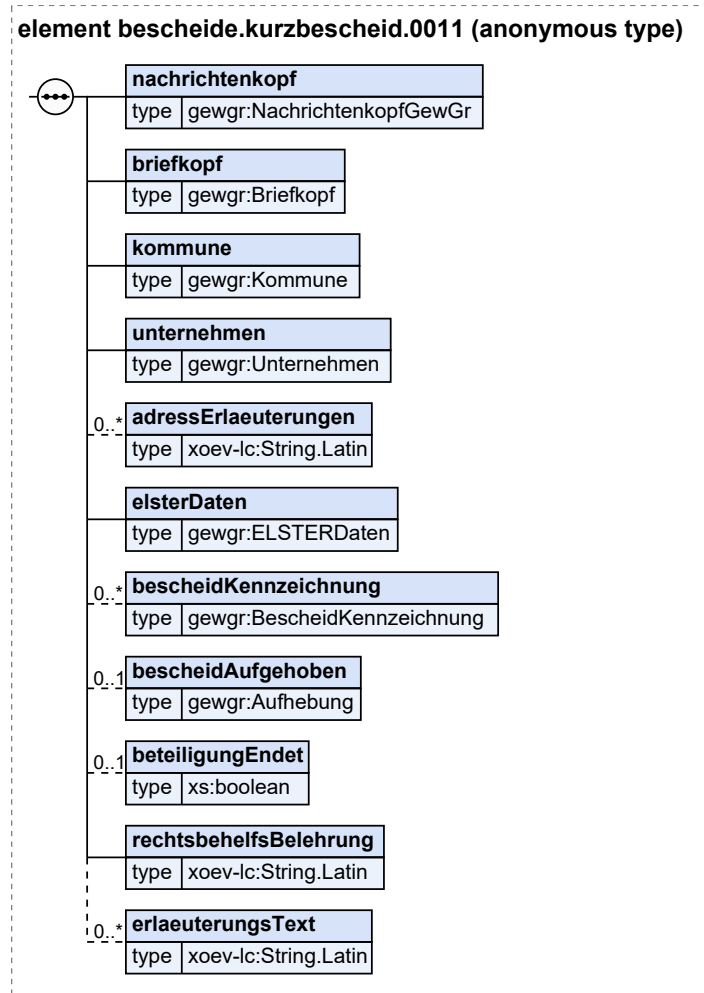 element bescheide.kurzbescheid.0011 (anonymous type)
nachrichtenkopf
type gewgr:NachrichtenkopfGewGr
briefkopf
type gewgr:Briefkopf
kommune
type gewgr:Kommune
unternehmen
type gewgr:Unternehmen
0..* adressErlaeuterungen
type xoev-lc:String.Latin
elsterDaten
type gewgr:ELSTERDaten
0..* bescheidKennzeichnung
type gewgr:BescheidKennzeichnung
0..1 bescheidAufgehoben
type gewgr:Aufhebung
0..1 beteiligungEndet
type xs:boolean
rechtsbehelfsBelehrung
type xoev-lc:String.Latin
0..* erlaeuterungsText
type xoev-lc:String.Latin